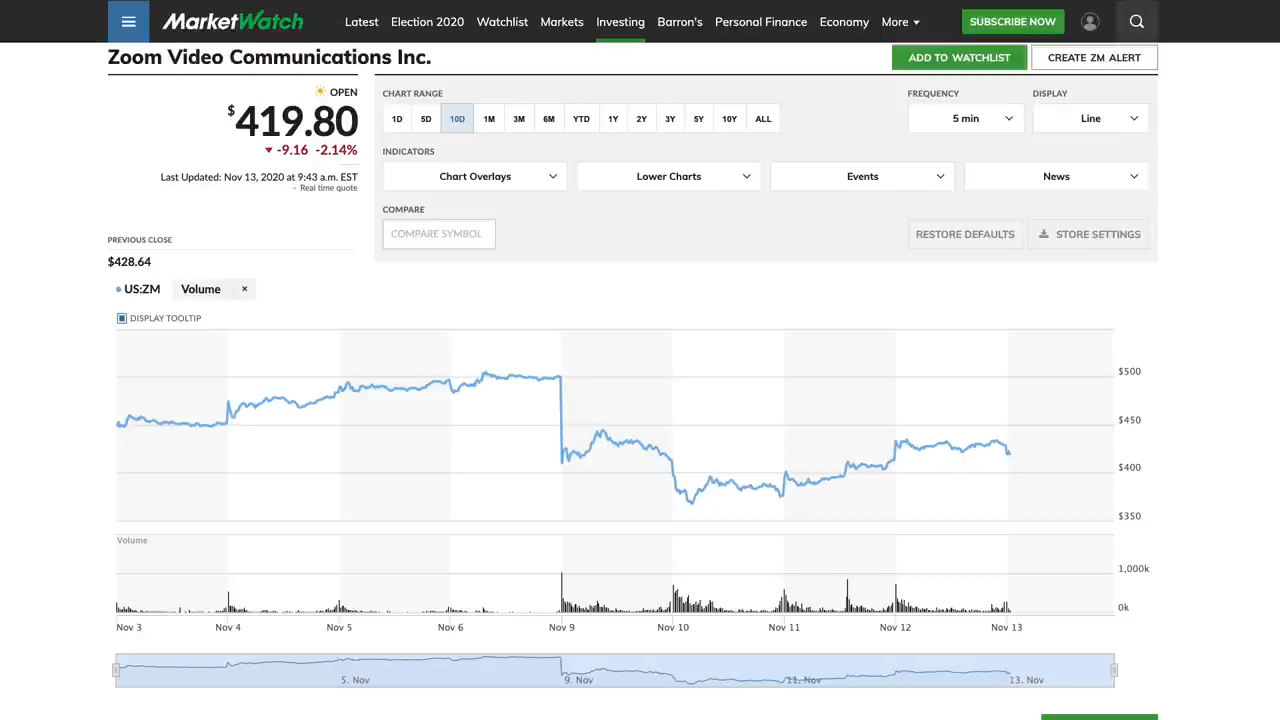 MarketWatch Latest Election 2020 Watchlist Markets Investing Barron's Personal Finance Economy More SUBSCRIBE NOW
Zoom Video Communications Inc. ADD TO WATCHLIST CREATE ZM ALERT
OPEN
$419.80
-9.16 -2.14%
Last Updated: Nov 13, 2020 at 9:43 a.m. EST
- Real time quote
PREVIOUS CLOSE
$428.64
CHART RANGE FREQUENCY DISPLAY
1D 5D 10D 1M 3M 6M YTD 1Y 2Y 3Y 5Y 10Y ALL 5 min Line
INDICATORS
Chart Overlays Lower Charts Events News
COMPARE
COMPARE SYMBOL RESTORE DEFAULTS STORE SETTINGS
US:ZM Volume ×
DISPLAY TOOLTIP
$500
$450
$400
$350
Volume
1,000k
0k
Nov 3 Nov 4 Nov 5 Nov 6 Nov 9 Nov 10 Nov 11 Nov 12 Nov 13
5. Nov 9. Nov 11. Nov 13. Nov